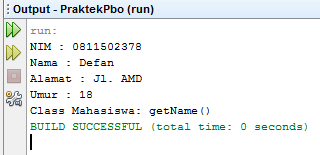 Output - PraktekPbo (run)
run:
NIM : 0811502378
Nama : Defan
Alamat : Jl. AMD
Umur : 18
Class Mahasiswa: getName()
BUILD SUCCESSFUL (total time: 0 seconds)